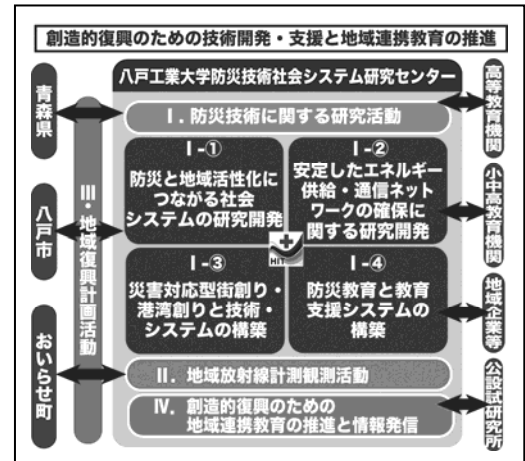 創造的復興のための技術開発・支援と地域連携教育の推進
八戸工業大学防災技術社会システム研究センター
青森県
八戸市
おいらせ町
Ⅲ・地域復興計画活動
Ⅰ.防災技術に関する研究活動
Ⅰ-①
防災と地域活性化に
つながる社会
システムの研究開発
Ⅰ-②
安定したエネルギー
供給・通信ネット
ワークの確保に
関する研究開発
HIT
Ⅰ-③
災害対応型街創り・
港湾創りと技術・
システムの構築
Ⅰ-④
防災教育と教育
支援システムの
構築
Ⅱ.地域放射線計測観測活動
Ⅳ.創造的復興のための
地域連携教育の推進と情報発信
高等教育機関
小中高教育機関
地域企業等
公設試研究所